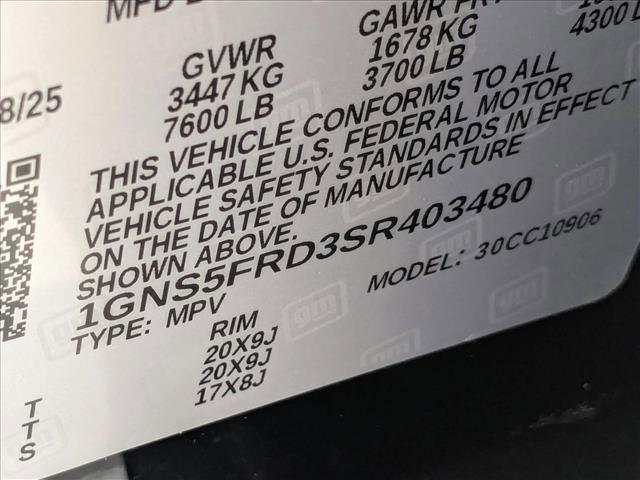 MFD
GVWR
3447 KG
7600 LB
GAWR
1678 KG
3700 LB
4300
8/25
THIS VEHICLE CONFORMS TO ALL
APPLICABLE U.S. FEDERAL MOTOR
VEHICLE SAFETY STANDARDS IN EFFECT
ON THE DATE OF MANUFACTURE
SHOWN ABOVE.
1GNS5FRD3SR403480
TYPE: MPV
MODEL: 30CC10906
RIM
20X9J
20X9J
17X8J
T
T
S
gm